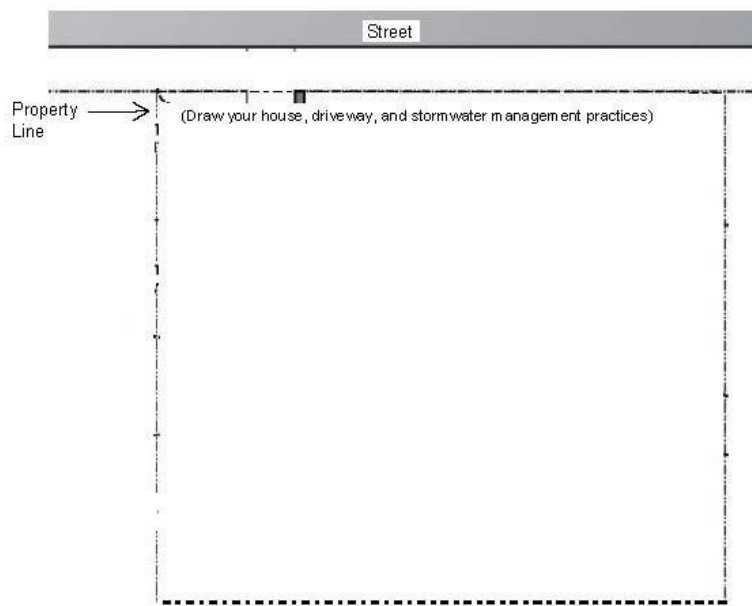 Street
Property
Line
(Draw your house, driveway, and stormwater management practices)